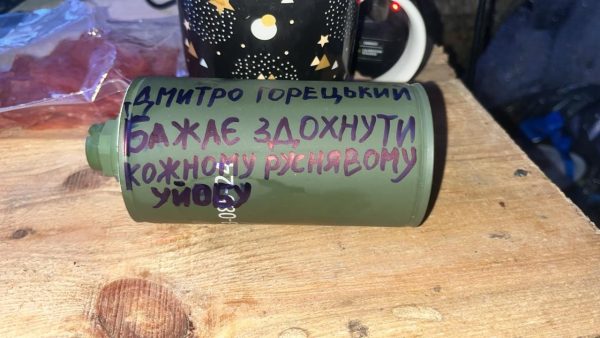 ДМИТРО ГОРЕЦЬКИЙ
БАЖАЄ ЗДОХНУТИ
КОЖНОМУ РУСНЯВОМУ
УЙОБУ